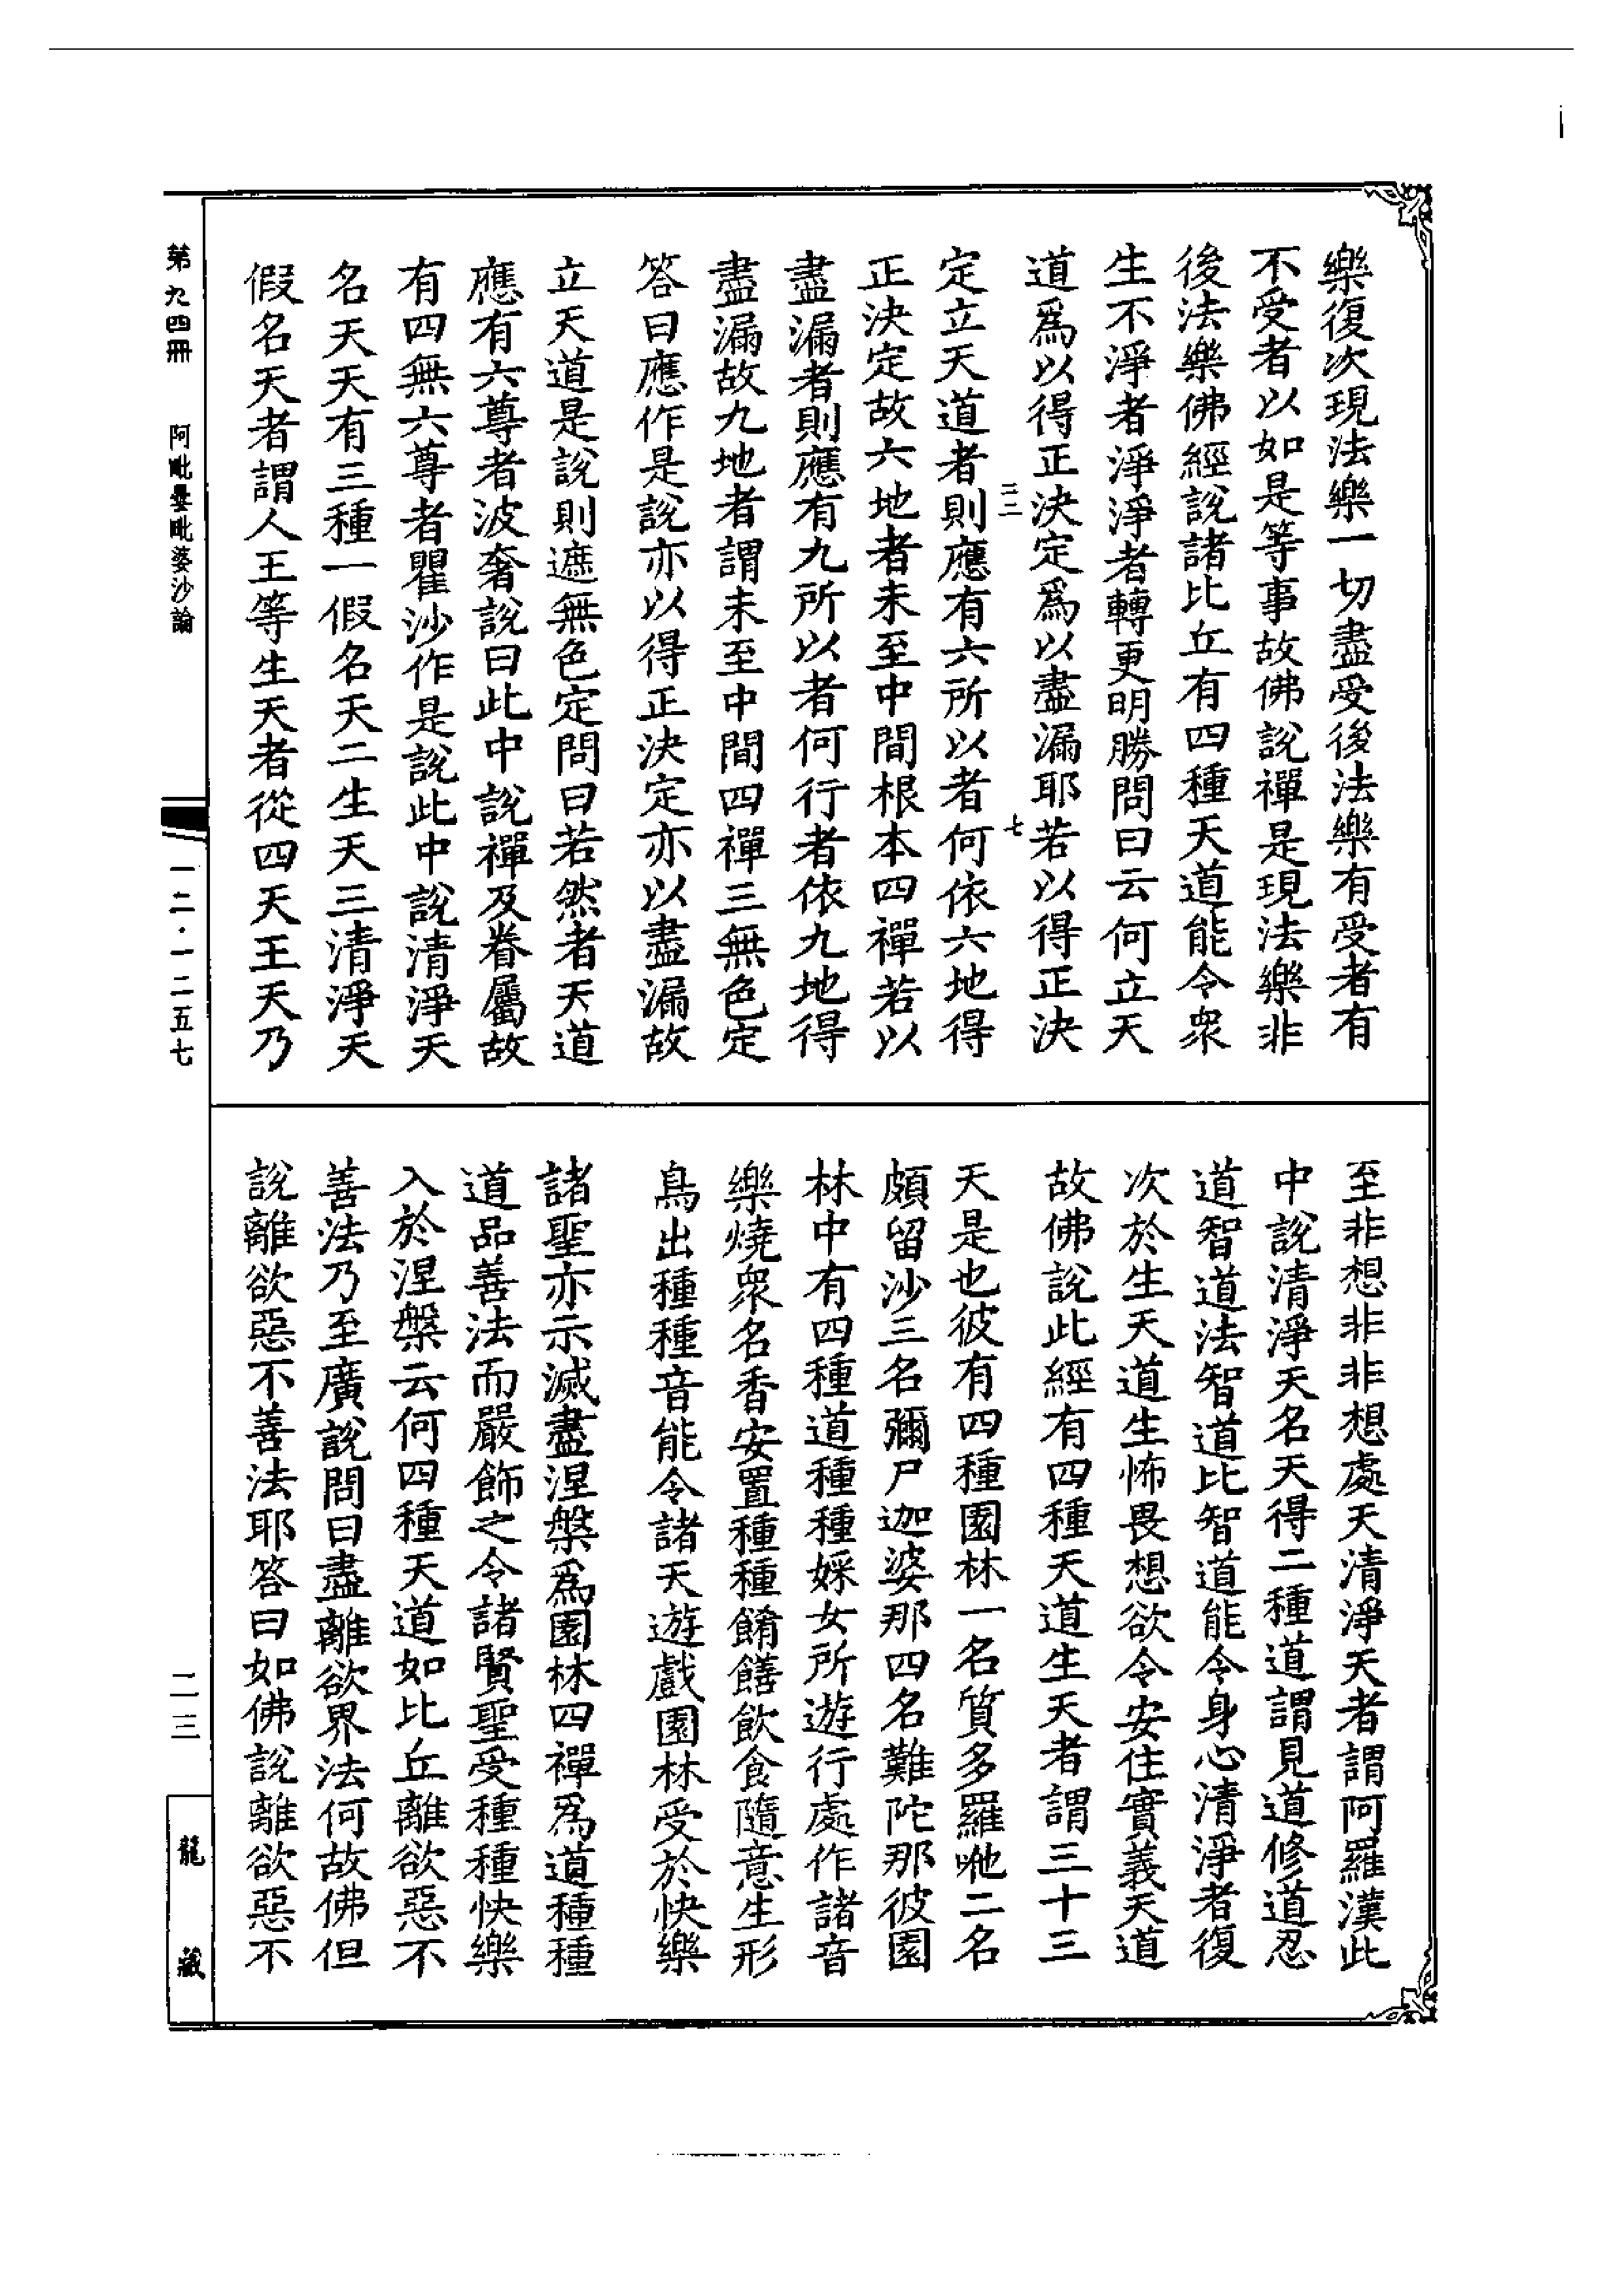 樂復次現法樂一切盡受後法樂有受者有
不受者以如是等事故佛說禪是現法樂非
後法樂佛經說諸比丘有四種天道能令衆
生不淨者淨淨者轉更明勝問曰云何立天
道爲以得正決定爲以盡漏耶若以得正決
三二 七
定立天道者則應有六所以者何依六地得
正決定故六地者未至中間根本四禪若以
盡漏者則應有九所以者何行者依九地得
盡漏故九地者謂未至中間四禪三無色定
答曰應作是說亦以得正決定亦以盡漏故
立天道是說則遮無色定問曰若然者天道
應有六尊者波奢說曰此中說禪及眷屬故
有四無六尊者瞿沙作是說此中說清淨天
名天天有三種一假名天二生天三清淨天
假名天者謂人王等生天者從四天王天乃
至非想非非想處天清淨天者謂阿羅漢此
中說清淨天名天得二種道謂見道修道忍
道智道法智道比智道能令身心清淨者復
次於生天道生怖畏想欲令安住實義天道
故佛說此經有四種天道生天者謂三十三
天是也彼有四種園林一名質多羅吔二名
頗留沙三名彌尸迦婆那四名難陀那彼園
林中有四種道種種婇女所遊行處作諸音
樂燒衆名香安置種種餚饍飲食隨意生形
鳥出種種音能令諸天遊戲園林受於快樂
諸聖亦示滅盡涅槃爲園林四禪爲道種種
道品善法而嚴飾之令諸賢聖受種種快樂
入於涅槃云何四種天道如比丘離欲惡不
善法乃至廣說問曰盡離欲界法何故佛但
說離欲惡不善法耶答曰如佛說離欲惡不
第九四冊 阿毗曇毗婆沙論 一二·一二五七 二三 龍藏